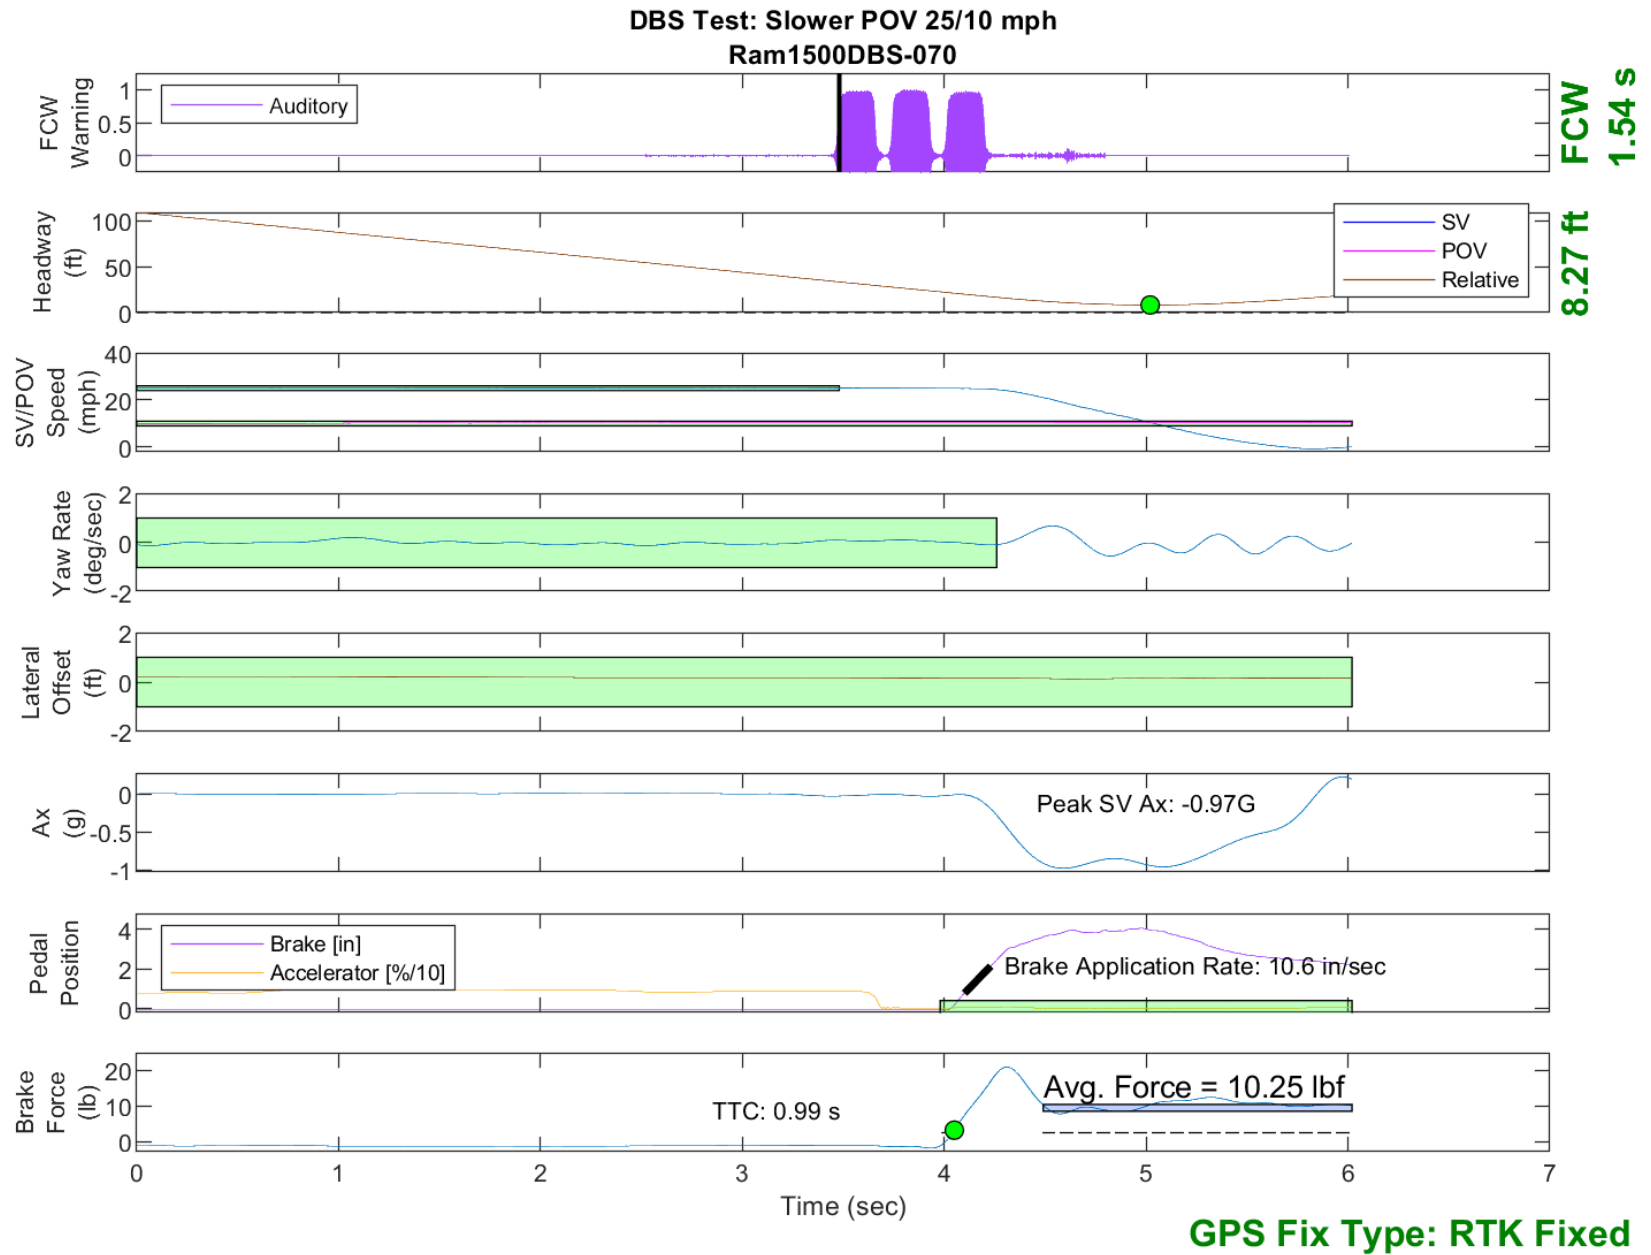 DBS Test: Slower POV 25/10 mph
Ram1500DBS-070
FCW
Warning
1
0.5
0
Auditory
FCW
1.54 s
Headway
(ft)
100
50
0
SV
POV
Relative
8.27 ft
SV/POV
Speed
(mph)
40
20
0
Yaw Rate
(deg/sec)
2
0
-2
Lateral
Offset
(ft)
2
0
-2
Ax
(g)
0
-0.5
-1
Peak SV Ax: -0.97G
Pedal
Position
4
2
0
Brake [in]
Accelerator [%/10]
Brake Application Rate: 10.6 in/sec
Brake
Force
(lb)
20
10
0
TTC: 0.99 s
Avg. Force = 10.25 lbf
0 1 2 3 4 5 6 7
Time (sec)
GPS Fix Type: RTK Fixed